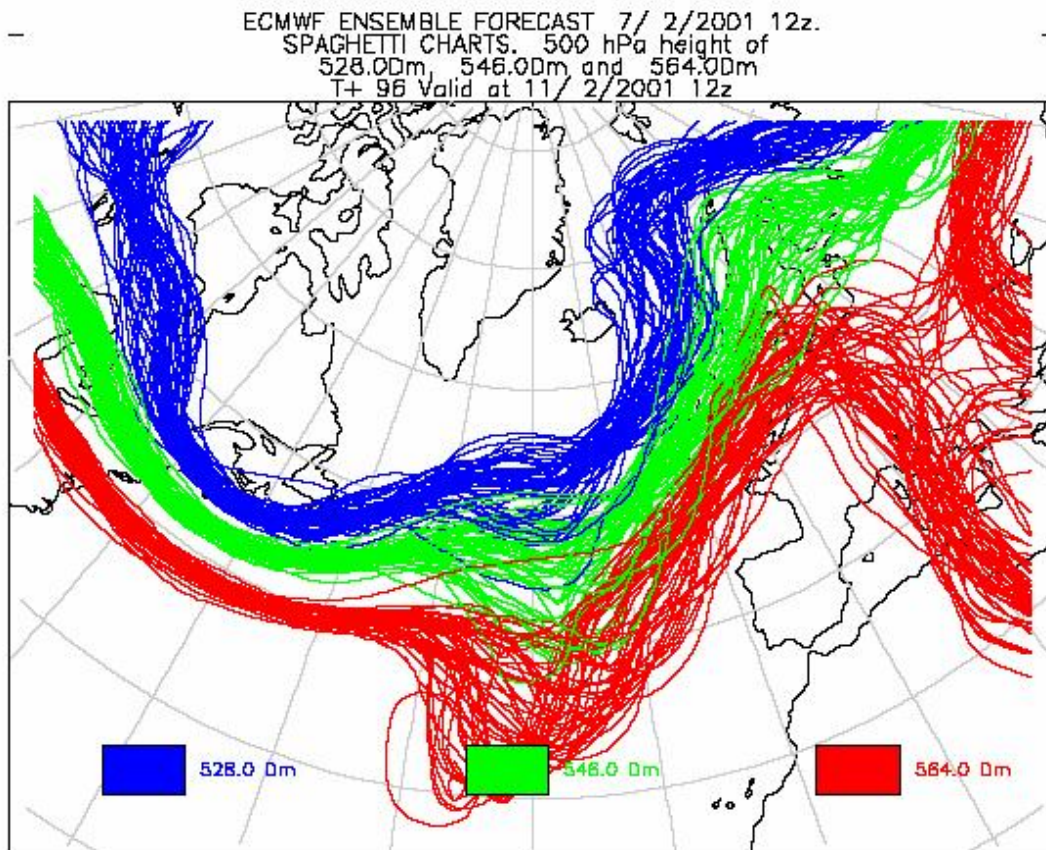 ECMWF ENSEMBLE FORECAST 7/ 2/2001 12z.
SPAGHETTI CHARTS. 500 hPa height of
528.0Dm, 546.0Dm and 564.0Dm
T+ 96 Valid at 11/ 2/2001 12z
528.0 Dm
546.0 Dm
564.0 Dm